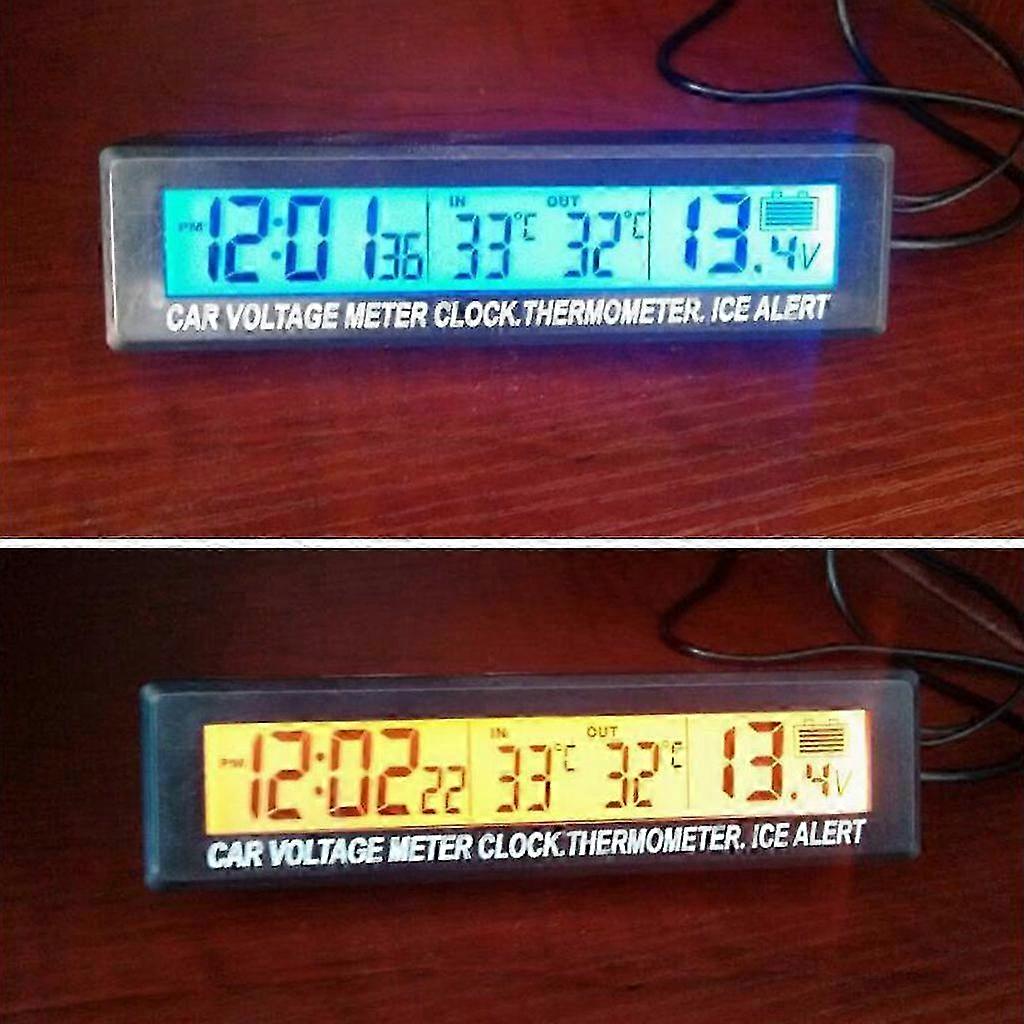 PM 12:01 36 IN 33°C OUT 32°C 13.4V
CAR VOLTAGE METER CLOCK.THERMOMETER. ICE ALERT
PM 12:02 22 IN 33°C OUT 32°C 13.4V
CAR VOLTAGE METER CLOCK.THERMOMETER. ICE ALERT